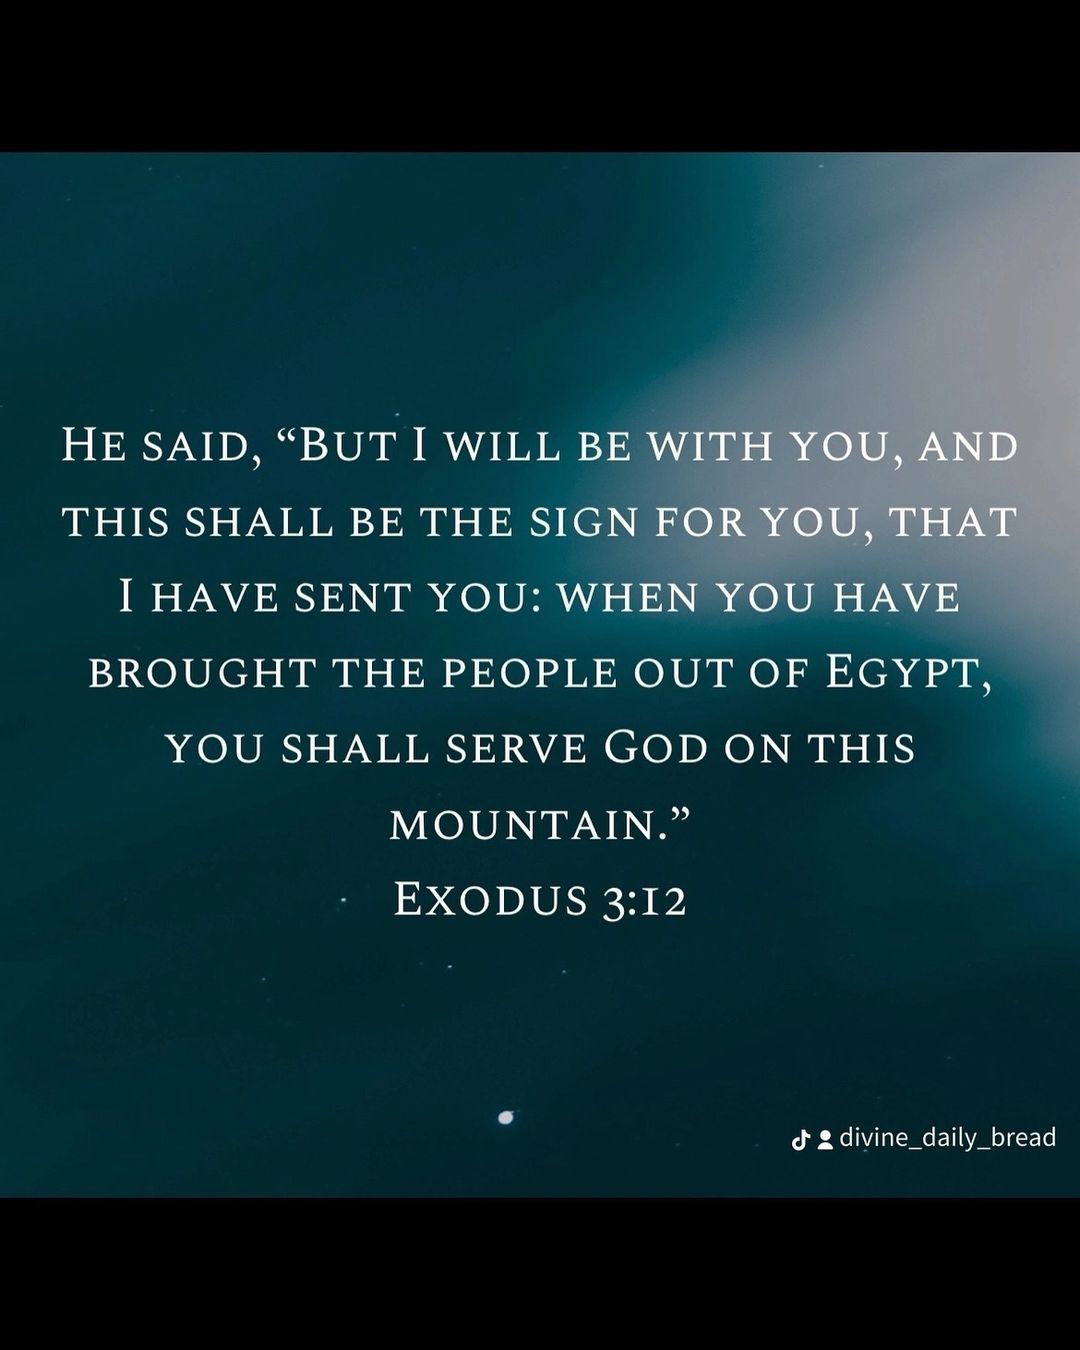 He said, “But I will be with you, and
this shall be the sign for you, that
I have sent you: when you have
brought the people out of Egypt,
you shall serve God on this
mountain.”
Exodus 3:12
divine_daily_bread